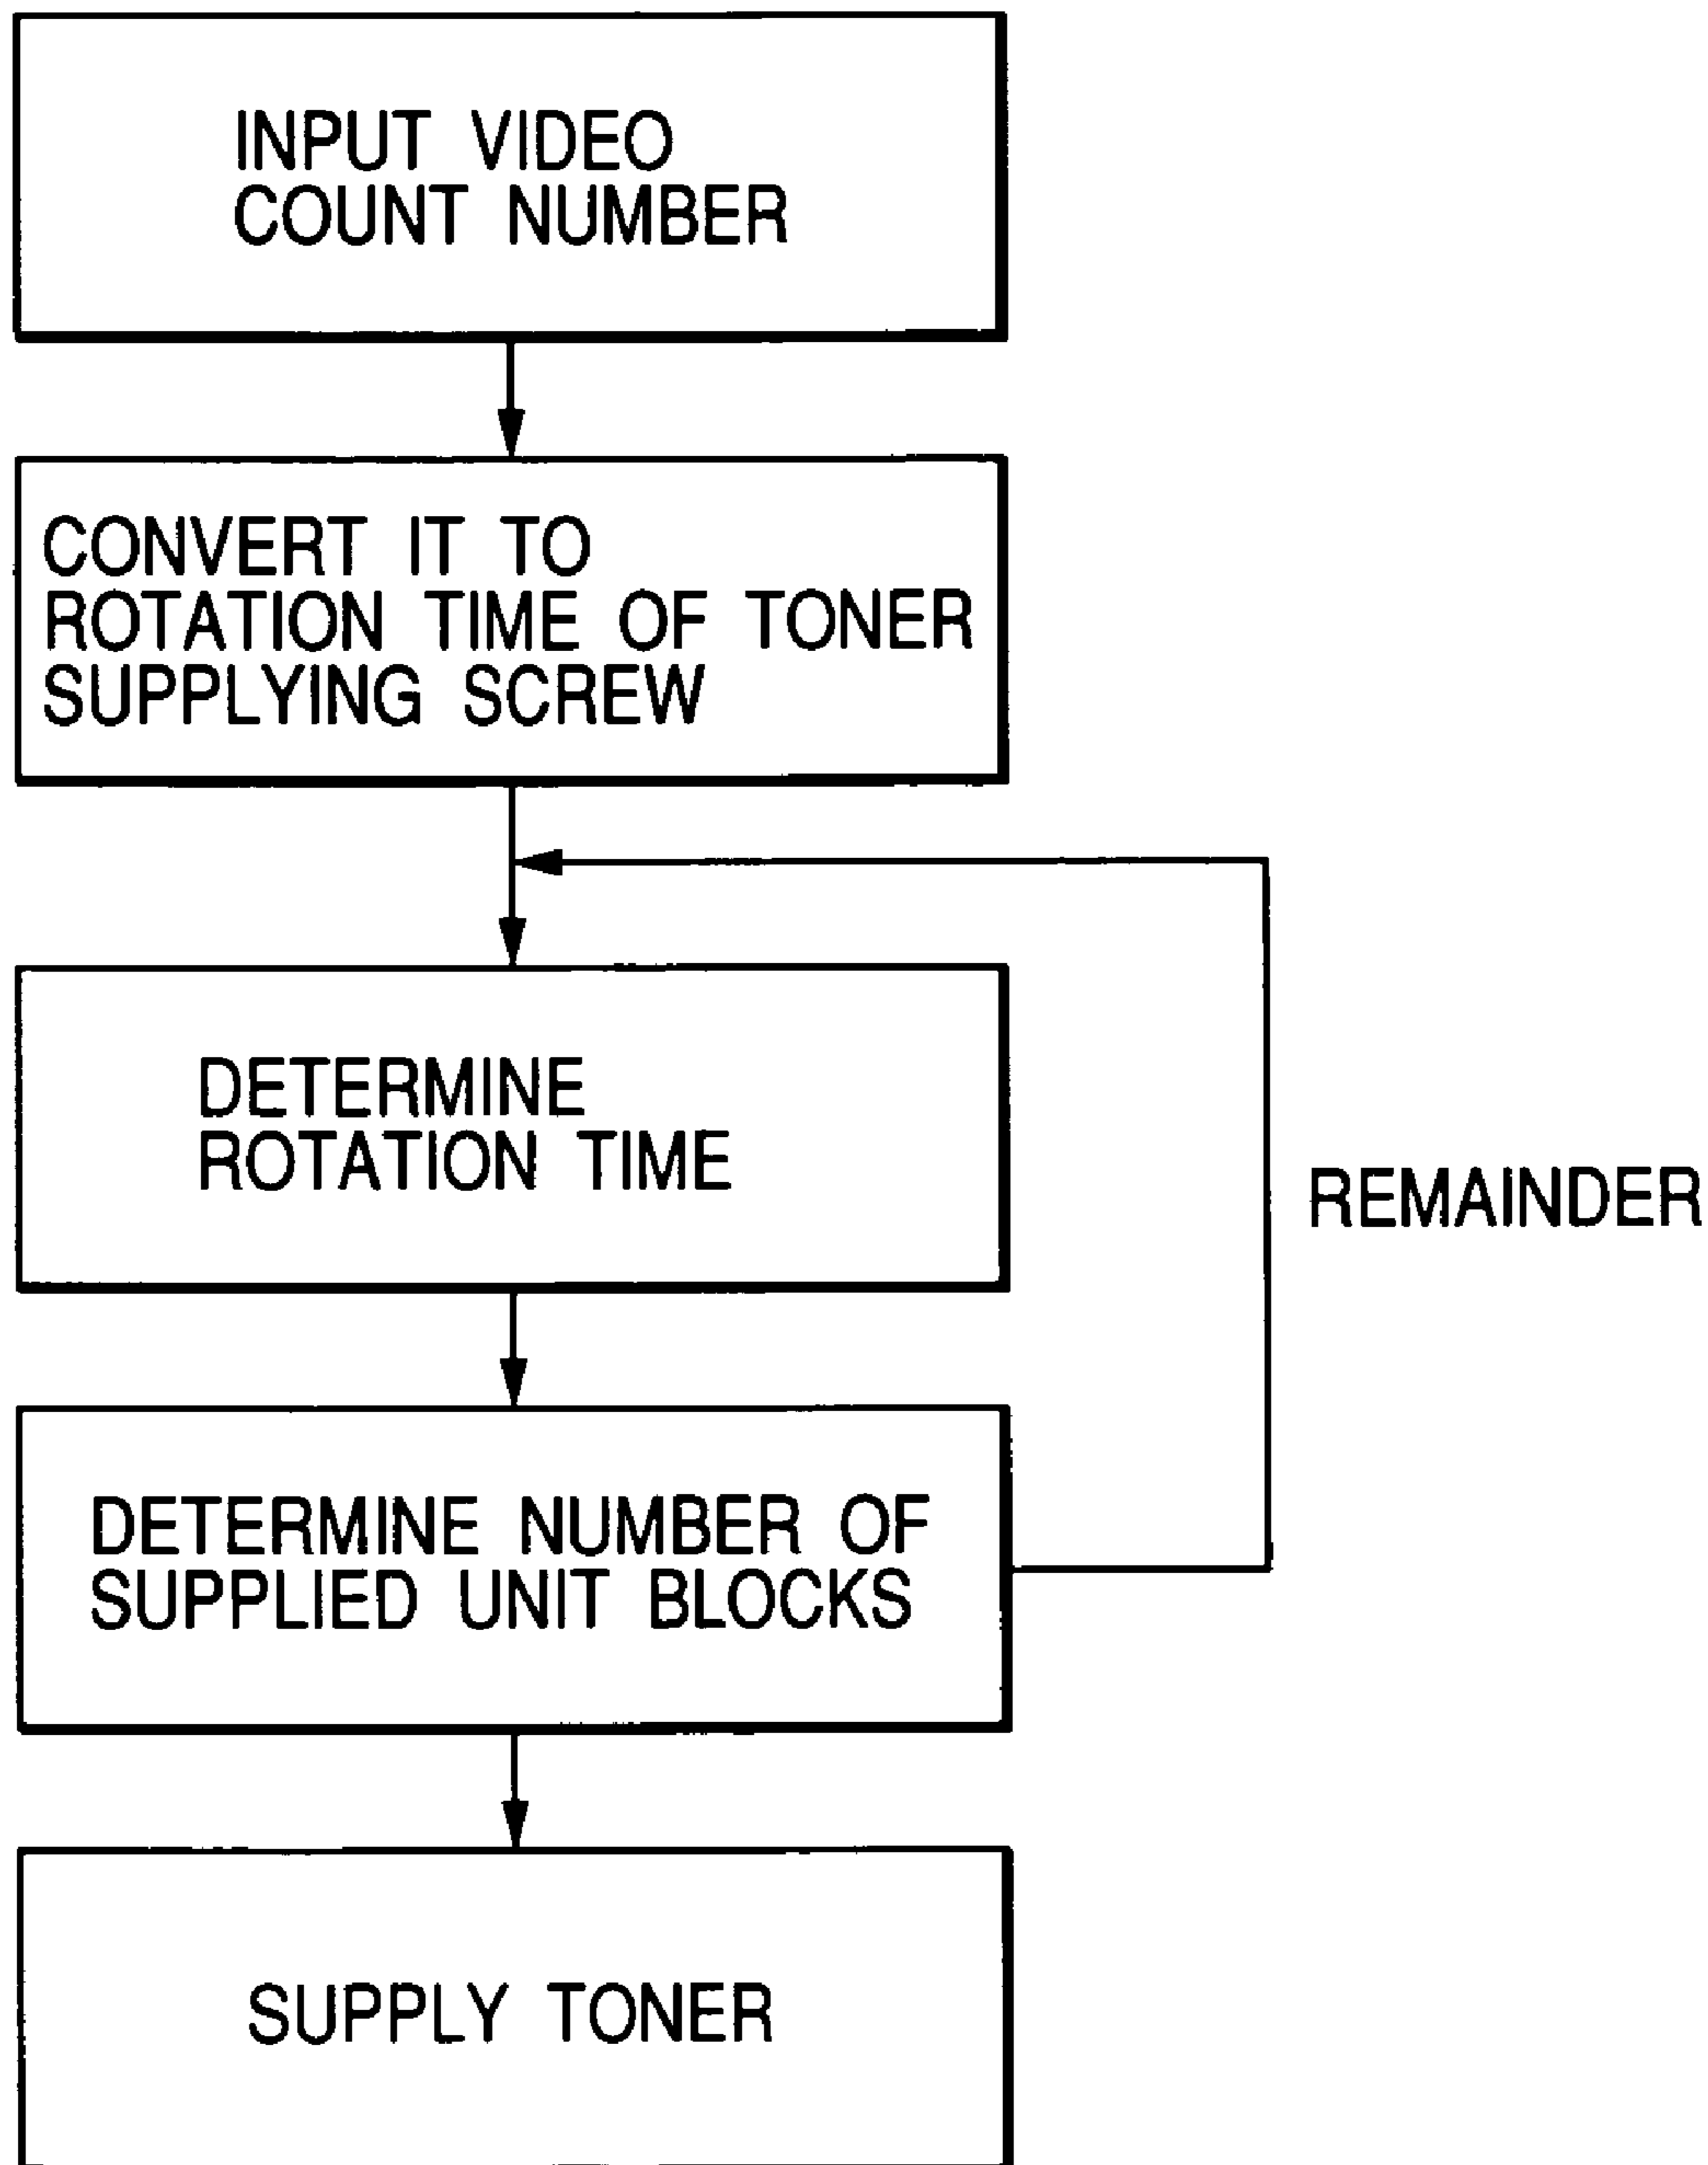 INPUT VIDEO
COUNT NUMBER
CONVERT IT TO
ROTATION TIME OF TONER
SUPPLYING SCREW
DETERMINE
ROTATION TIME
REMAINDER
DETERMINE NUMBER OF
SUPPLIED UNIT BLOCKS
SUPPLY TONER